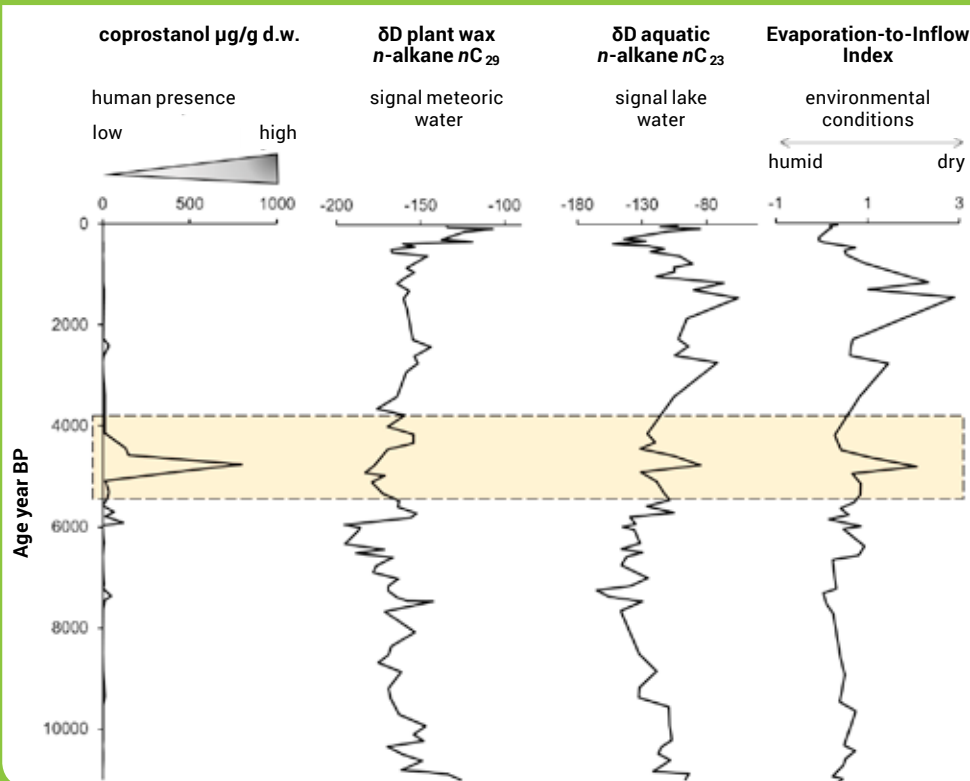 coprostanol µg/g d.w.
human presence
low high
0 500 1000
δD plant wax
n-alkane nC29
signal meteoric
water
-200 -150 -100
δD aquatic
n-alkane nC23
signal lake
water
-180 -130 -80
Evaporation-to-Inflow
Index
environmental
conditions
humid dry
-1 1 3
Age year BP
0
2000
4000
6000
8000
10000